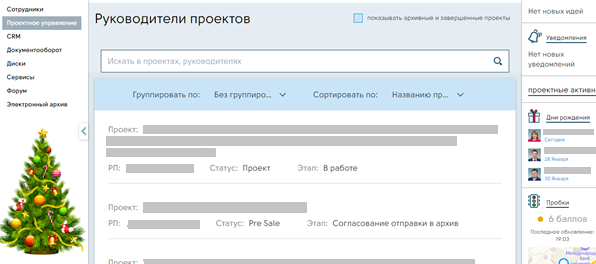 Сотрудники
Проектное управление
CRM
Документооборот
Диски
Сервисы
Форум
Электронный архив
Руководители проектов
показывать архивные и завершенные проекты
Искать в проектах, руководителях
Группировать по: Без группиро... Сортировать по: Названию пр...
Проект:
РП: Статус: Проект Этап: В работе
Проект:
РП: Статус: Pre Sale Этап: Согласование отправки в архив
Проект:
Нет новых идей
Уведомления
Нет новых
уведомлений
проектные активн
Дни рождения
Сегодня
28 Января
30 Января
Пробки
6 баллов
Последнее обновление:
19:03
Международн
банк